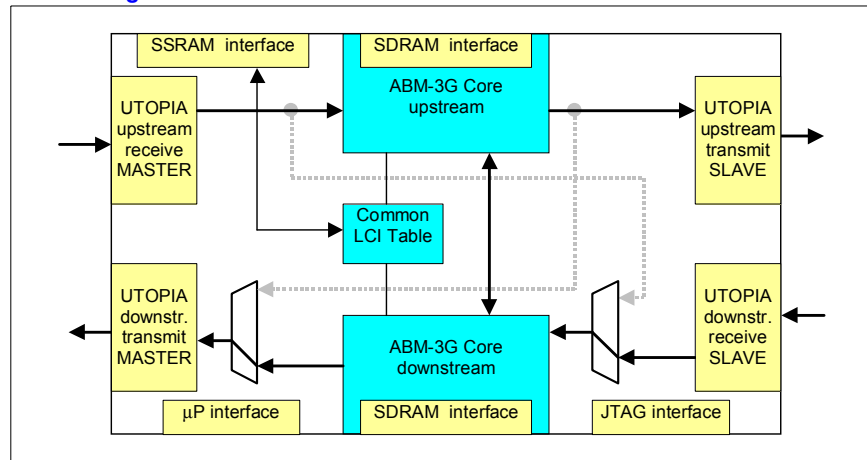 SSRAM interface
SDRAM interface
UTOPIA
upstream
receive
MASTER
ABM-3G Core
upstream
UTOPIA
upstream
transmit
SLAVE
Common
LCI Table
UTOPIA
downstr.
transmit
MASTER
ABM-3G Core
downstream
UTOPIA
downstr.
receive
SLAVE
µP interface
SDRAM interface
JTAG interface